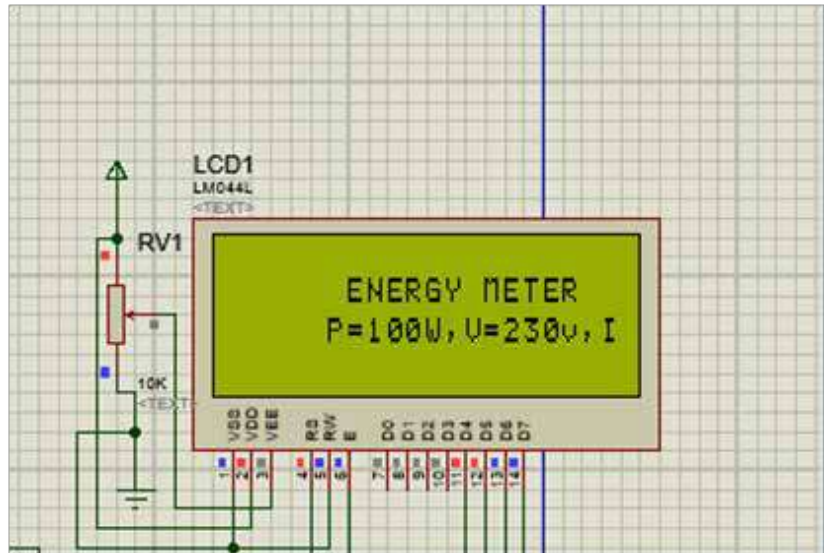 LCD1
LM044L
<TEXT>
RV1
ENERGY METER
P=100W,V=230v,I
10K
<TEXT>
VSS VDD VEE RS RW E D0 D1 D2 D3 D4 D5 D6 D7
1 2 3 4 5 6 7 8 9 10 11 12 13 14